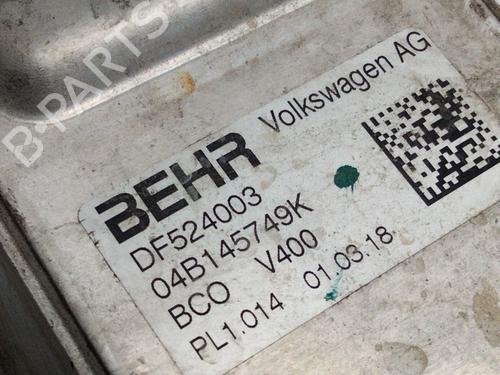 B-PARTS
BEHR Volkswagen AG
DF524003
04B145749K
BCO V400
PL1.014 01.03.18